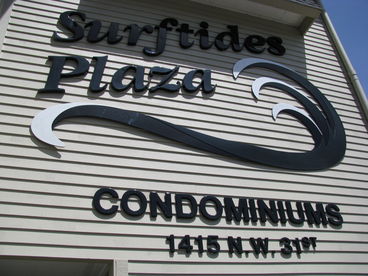 Surftides
Plaza
CONDOMINIUMS
1415 N.W. 31ST